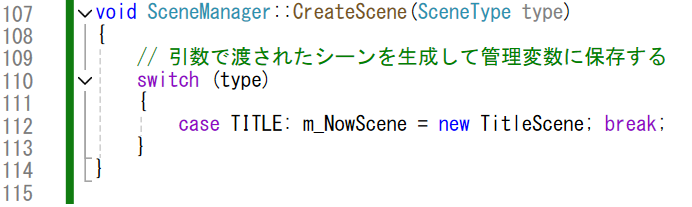 107 void SceneManager::CreateScene(SceneType type)
108 {
109     // 引数で渡されたシーンを生成して管理変数に保存する
110     switch (type)
111     {
112         case TITLE: m_NowScene = new TitleScene; break;
113     }
114 }
115